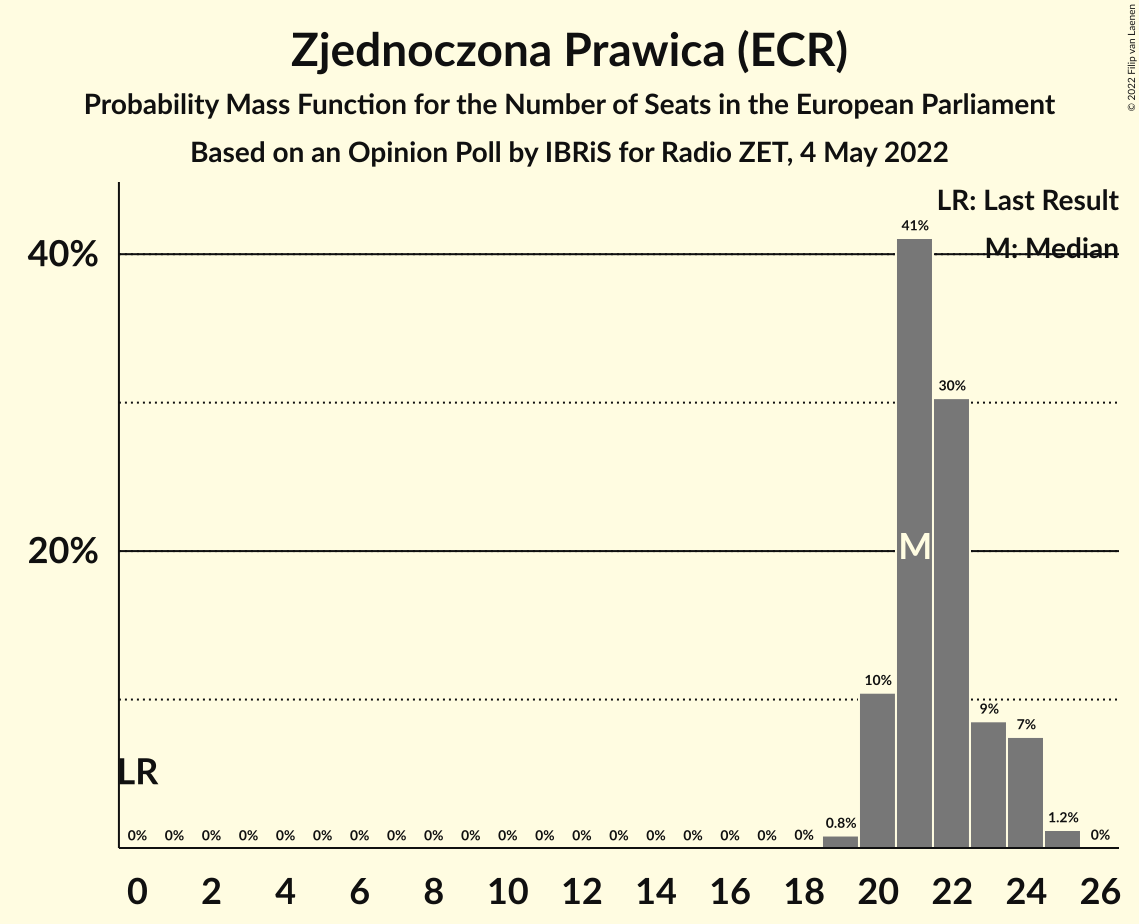 Zjednoczona Prawica (ECR)
Probability Mass Function for the Number of Seats in the European Parliament
Based on an Opinion Poll by IBRiS for Radio ZET, 4 May 2022
© 2022 Filip van Laenen
LR: Last Result
M: Median
40%
20%
41%
30%
10%
9%
7%
0.8%
1.2%
M
LR
0% 0% 0% 0% 0% 0% 0% 0% 0% 0% 0% 0% 0% 0% 0% 0% 0% 0% 0% 0%
0 2 4 6 8 10 12 14 16 18 20 22 24 26